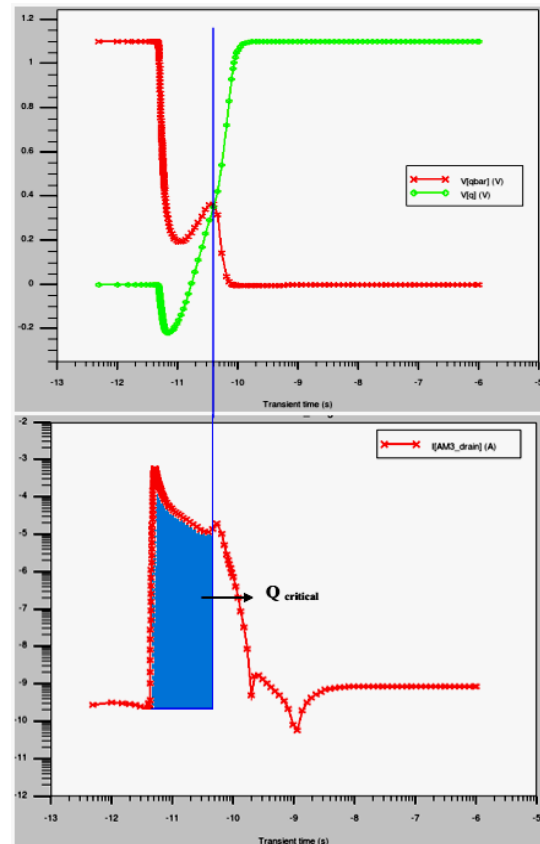 1.2
1
0.8
0.6
0.4
0.2
0
0.2
-13 -12 -11 -10 -9 -8 -7 -6 -5
V[qbar] (V)
V[q] (V)
Transient time (s)
-2
-3
-4
-5
-6
-7
-8
-9
-10
-11
-12
I[AM3_drain] (A)
Q critical
-13 -12 -11 -10 -9 -8 -7 -6 -5
Transient time (s)